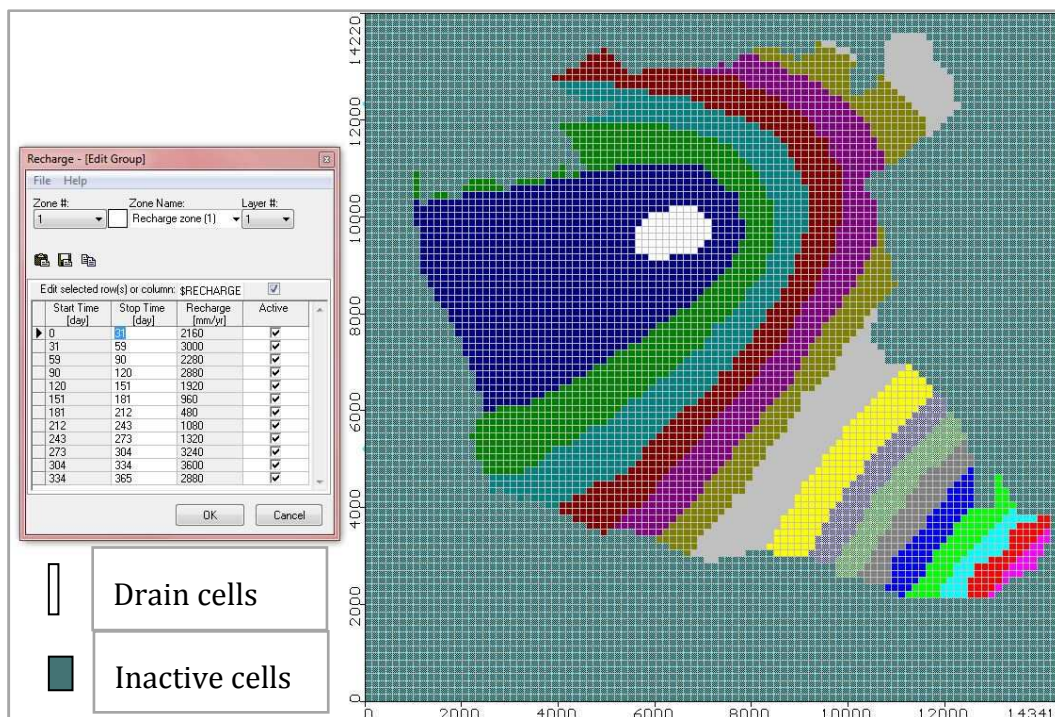 Recharge - [Edit Group]
File Help
Zone #: Zone Name: Layer #:
1 Recharge zone (1) 1
Edit selected row(s) or column: $RECHARGE
Start Time [day] Stop Time [day] Recharge [mm/yr] Active
0 31 2160
31 59 3000
59 90 2280
90 120 2880
120 151 1920
151 181 960
181 212 480
212 243 1080
243 273 1320
273 304 3240
304 334 3600
334 365 2880
OK Cancel
Drain cells
Inactive cells
14220
12000
10000
8000
6000
4000
2000
0
0 2000 4000 6000 8000 10000 12000 14341